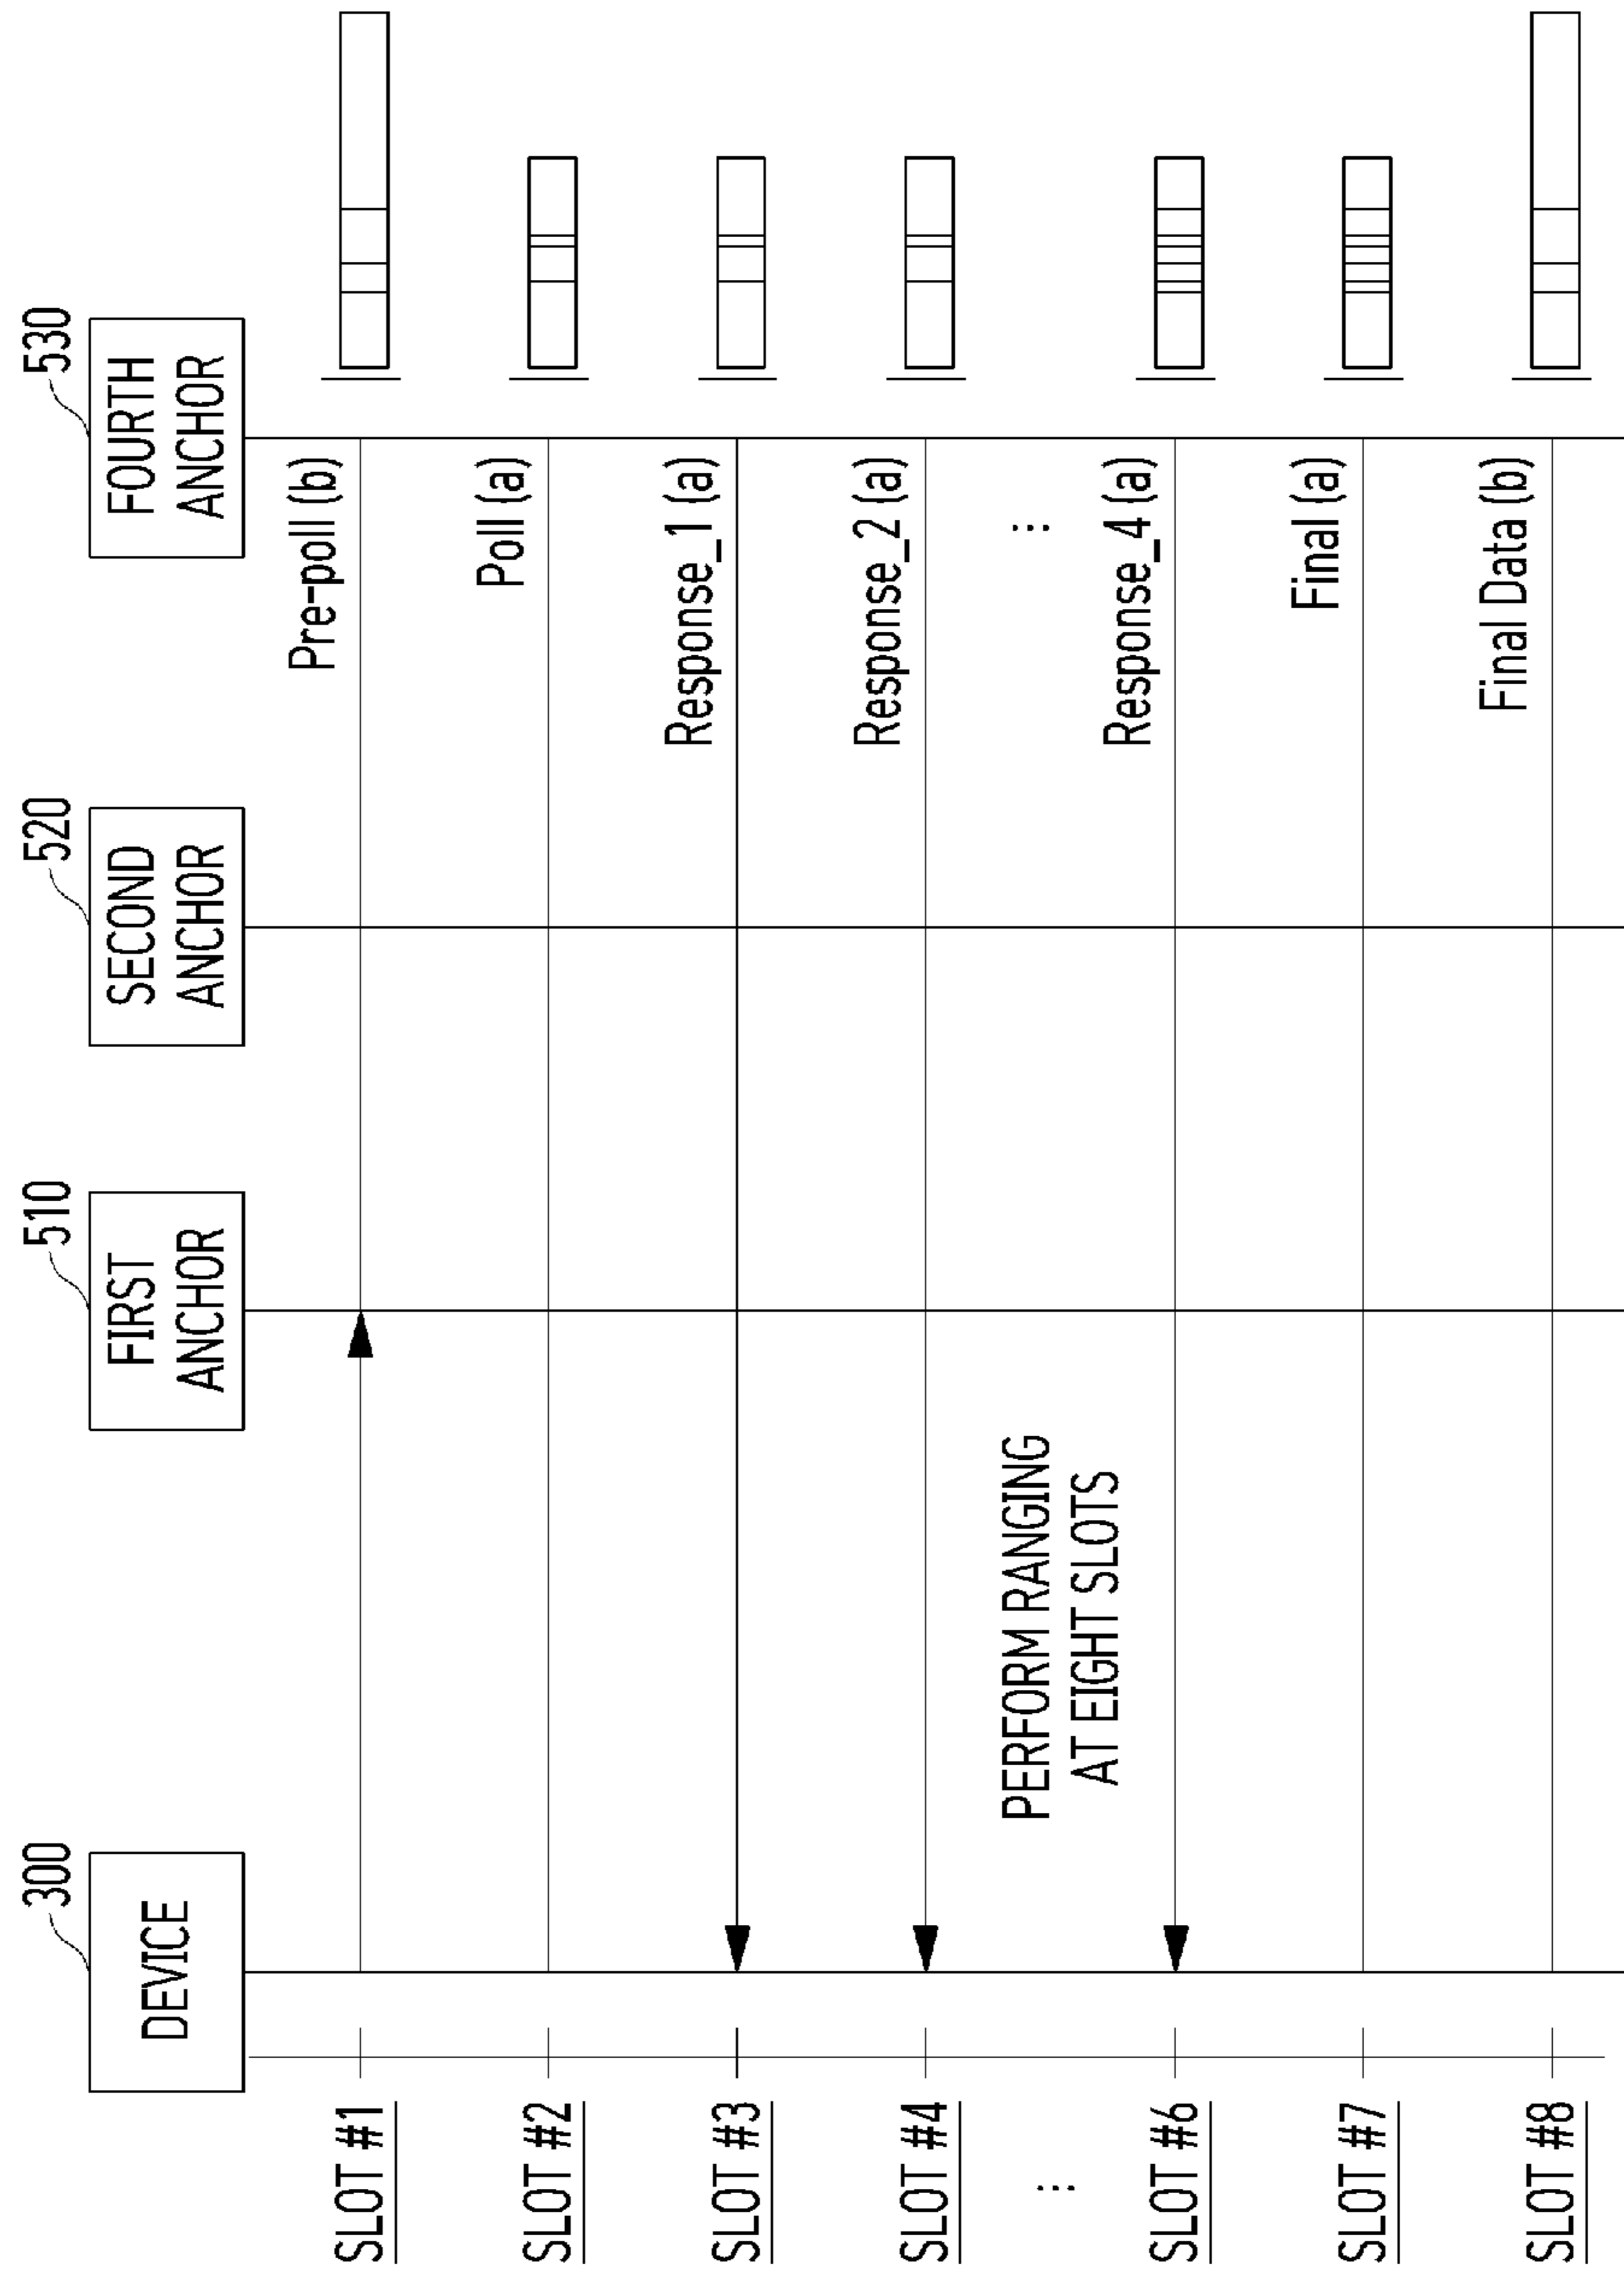 300
510
520
530
DEVICE
FIRST
ANCHOR
SECOND
ANCHOR
FOURTH
ANCHOR
SLOT #1
Pre-poll (b)
SLOT #2
Poll (a)
SLOT #3
Response_1 (a)
SLOT #4
Response_2 (a)
...
PERFORM RANGING
AT EIGHT SLOTS
...
SLOT #6
Response_4 (a)
SLOT #7
Final (a)
SLOT #8
Final Data (b)